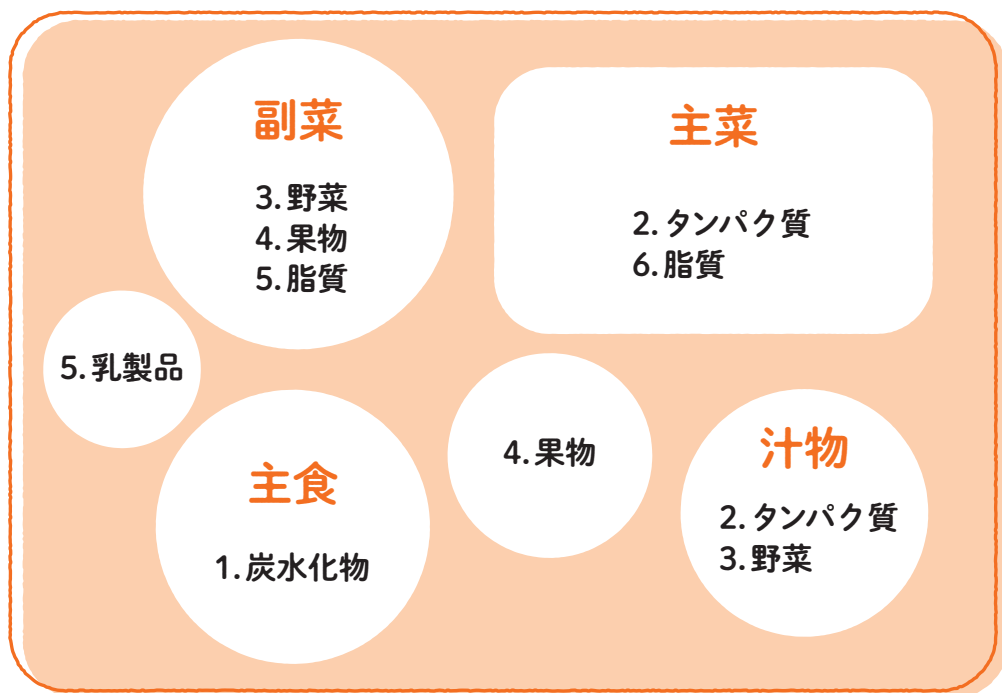 副菜
3.野菜
4.果物
5.脂質
主菜
2.タンパク質
6.脂質
5.乳製品
主食
1.炭水化物
4.果物
汁物
2.タンパク質
3.野菜